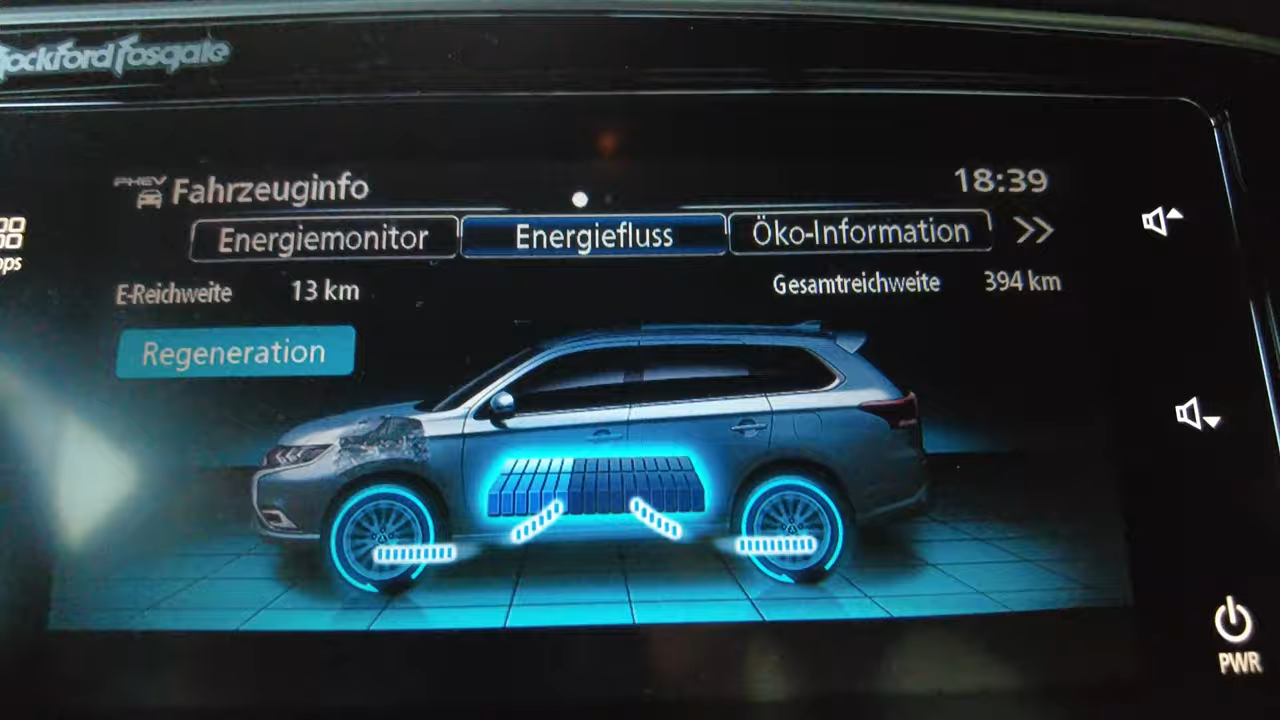 Rockford Fosgate
PHEV Fahrzeuginfo 18:39
Energiemonitor Energiefluss Öko-Information
E-Reichweite 13 km Gesamtreichweite 394 km
Regeneration
PWR